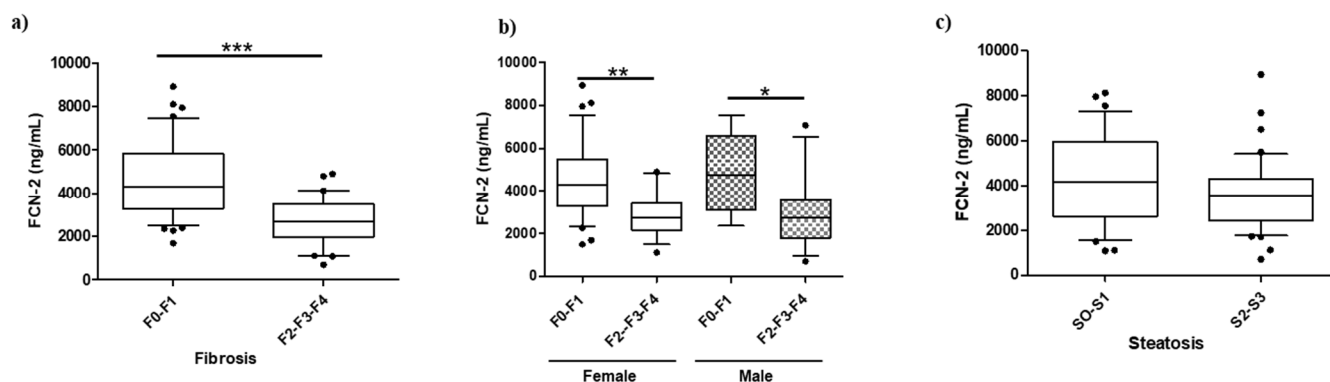 a)
***
10000
8000
6000
4000
2000
0
FCN-2 (ng/mL)
F0-F1
F2-F3-F4
Fibrosis
b)
**
*
10000
8000
6000
4000
2000
0
FCN-2 (ng/mL)
F0-F1
F2--F3-F4
F0-F1
F2-F3-F4
Female
Male
c)
10000
8000
6000
4000
2000
0
FCN-2 (ng/mL)
SO-S1
S2-S3
Steatosis